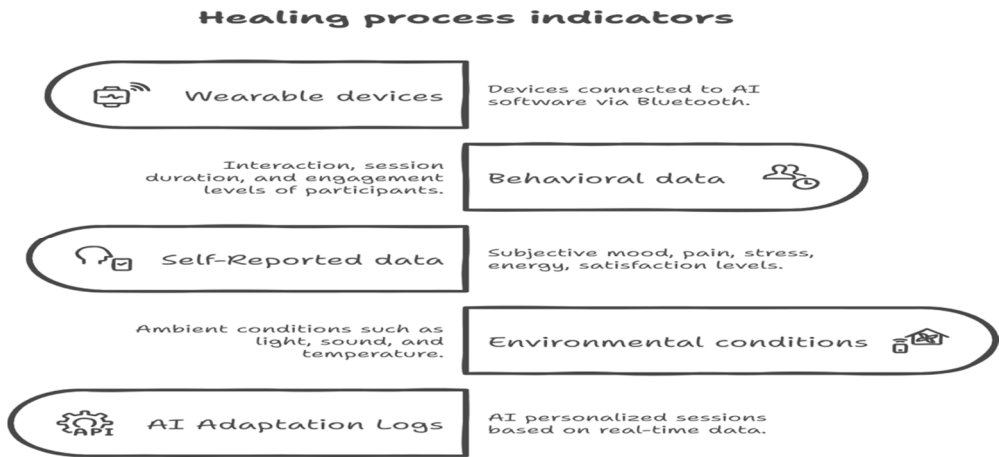 Healing process indicators
Wearable devices
Devices connected to AI
software via Bluetooth.
Interaction, session
duration, and engagement
levels of participants.
Behavioral data
Self-Reported data
Subjective mood, pain, stress,
energy, satisfaction levels.
Ambient conditions such as
light, sound, and
temperature.
Environmental conditions
API
AI Adaptation Logs
AI personalized sessions
based on real-time data.